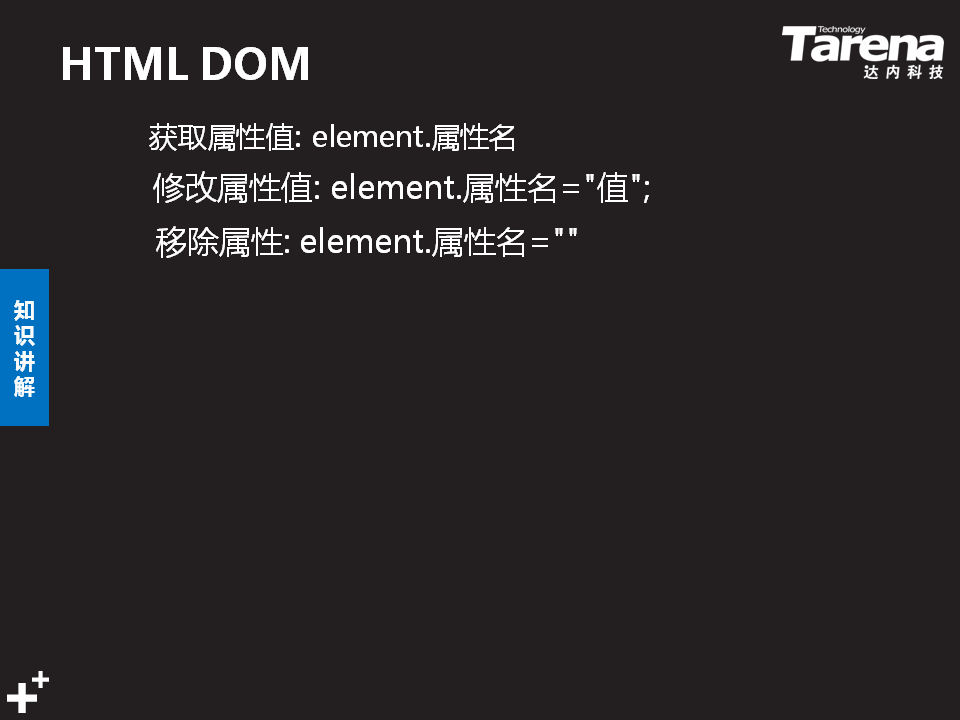 HTML DOM
Technology
Tarena
达内科技
获取属性值: element.属性名
修改属性值: element.属性名="值";
移除属性: element.属性名=""
知
识
讲
解